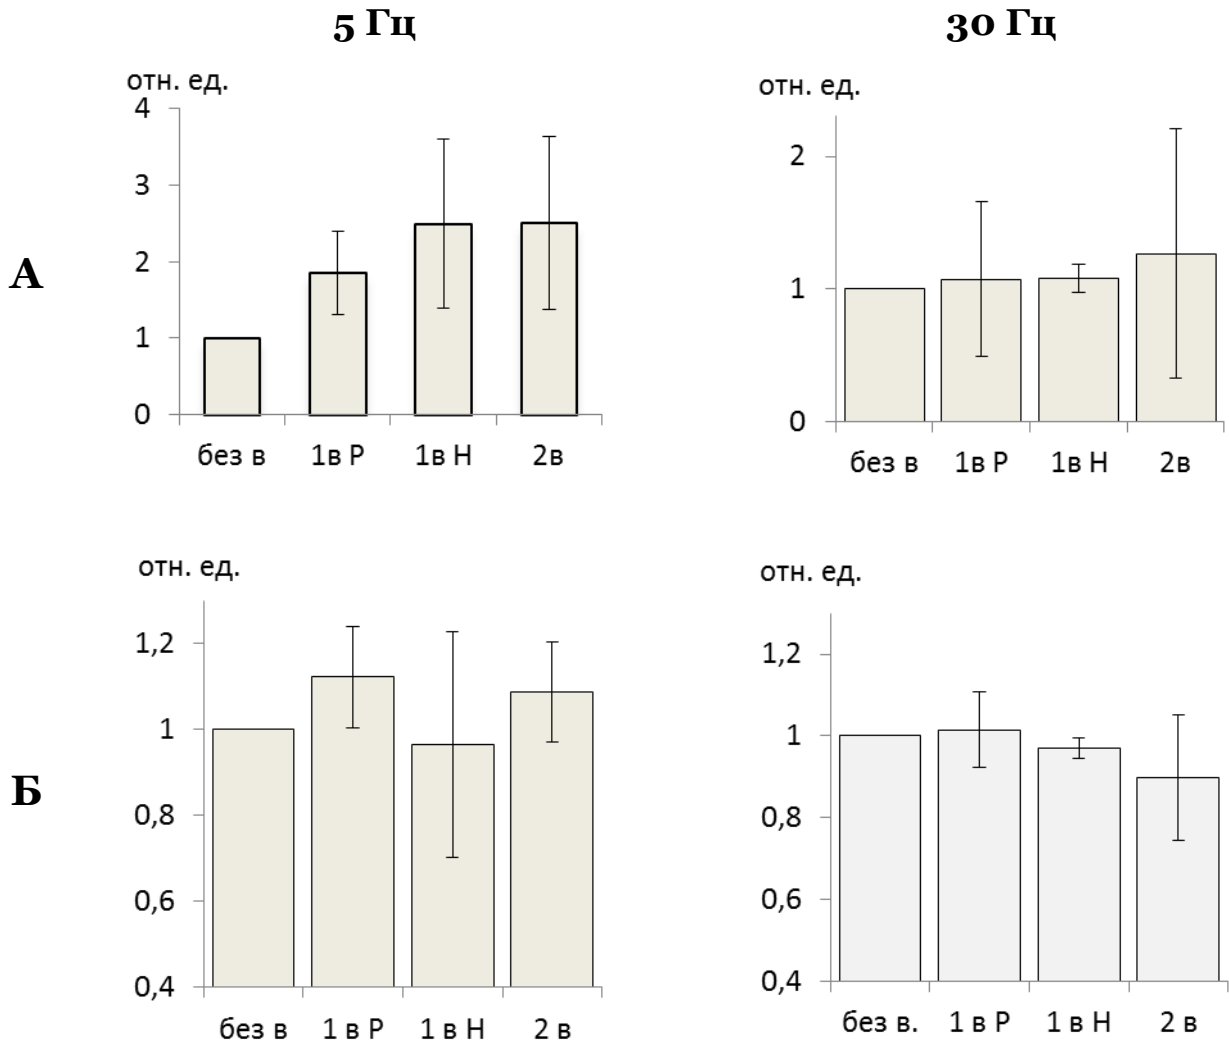 5 Гц
30 Гц
А
отн. ед.
4
3
2
1
0
без в 1в Р 1в Н 2в
отн. ед.
2
1
0
без в 1в Р 1в Н 2в
Б
отн. ед.
1,2
1
0,8
0,6
0,4
без в 1 в Р 1 в Н 2 в
отн. ед.
1,2
1
0,8
0,6
0,4
без в. 1 в Р 1 в Н 2 в